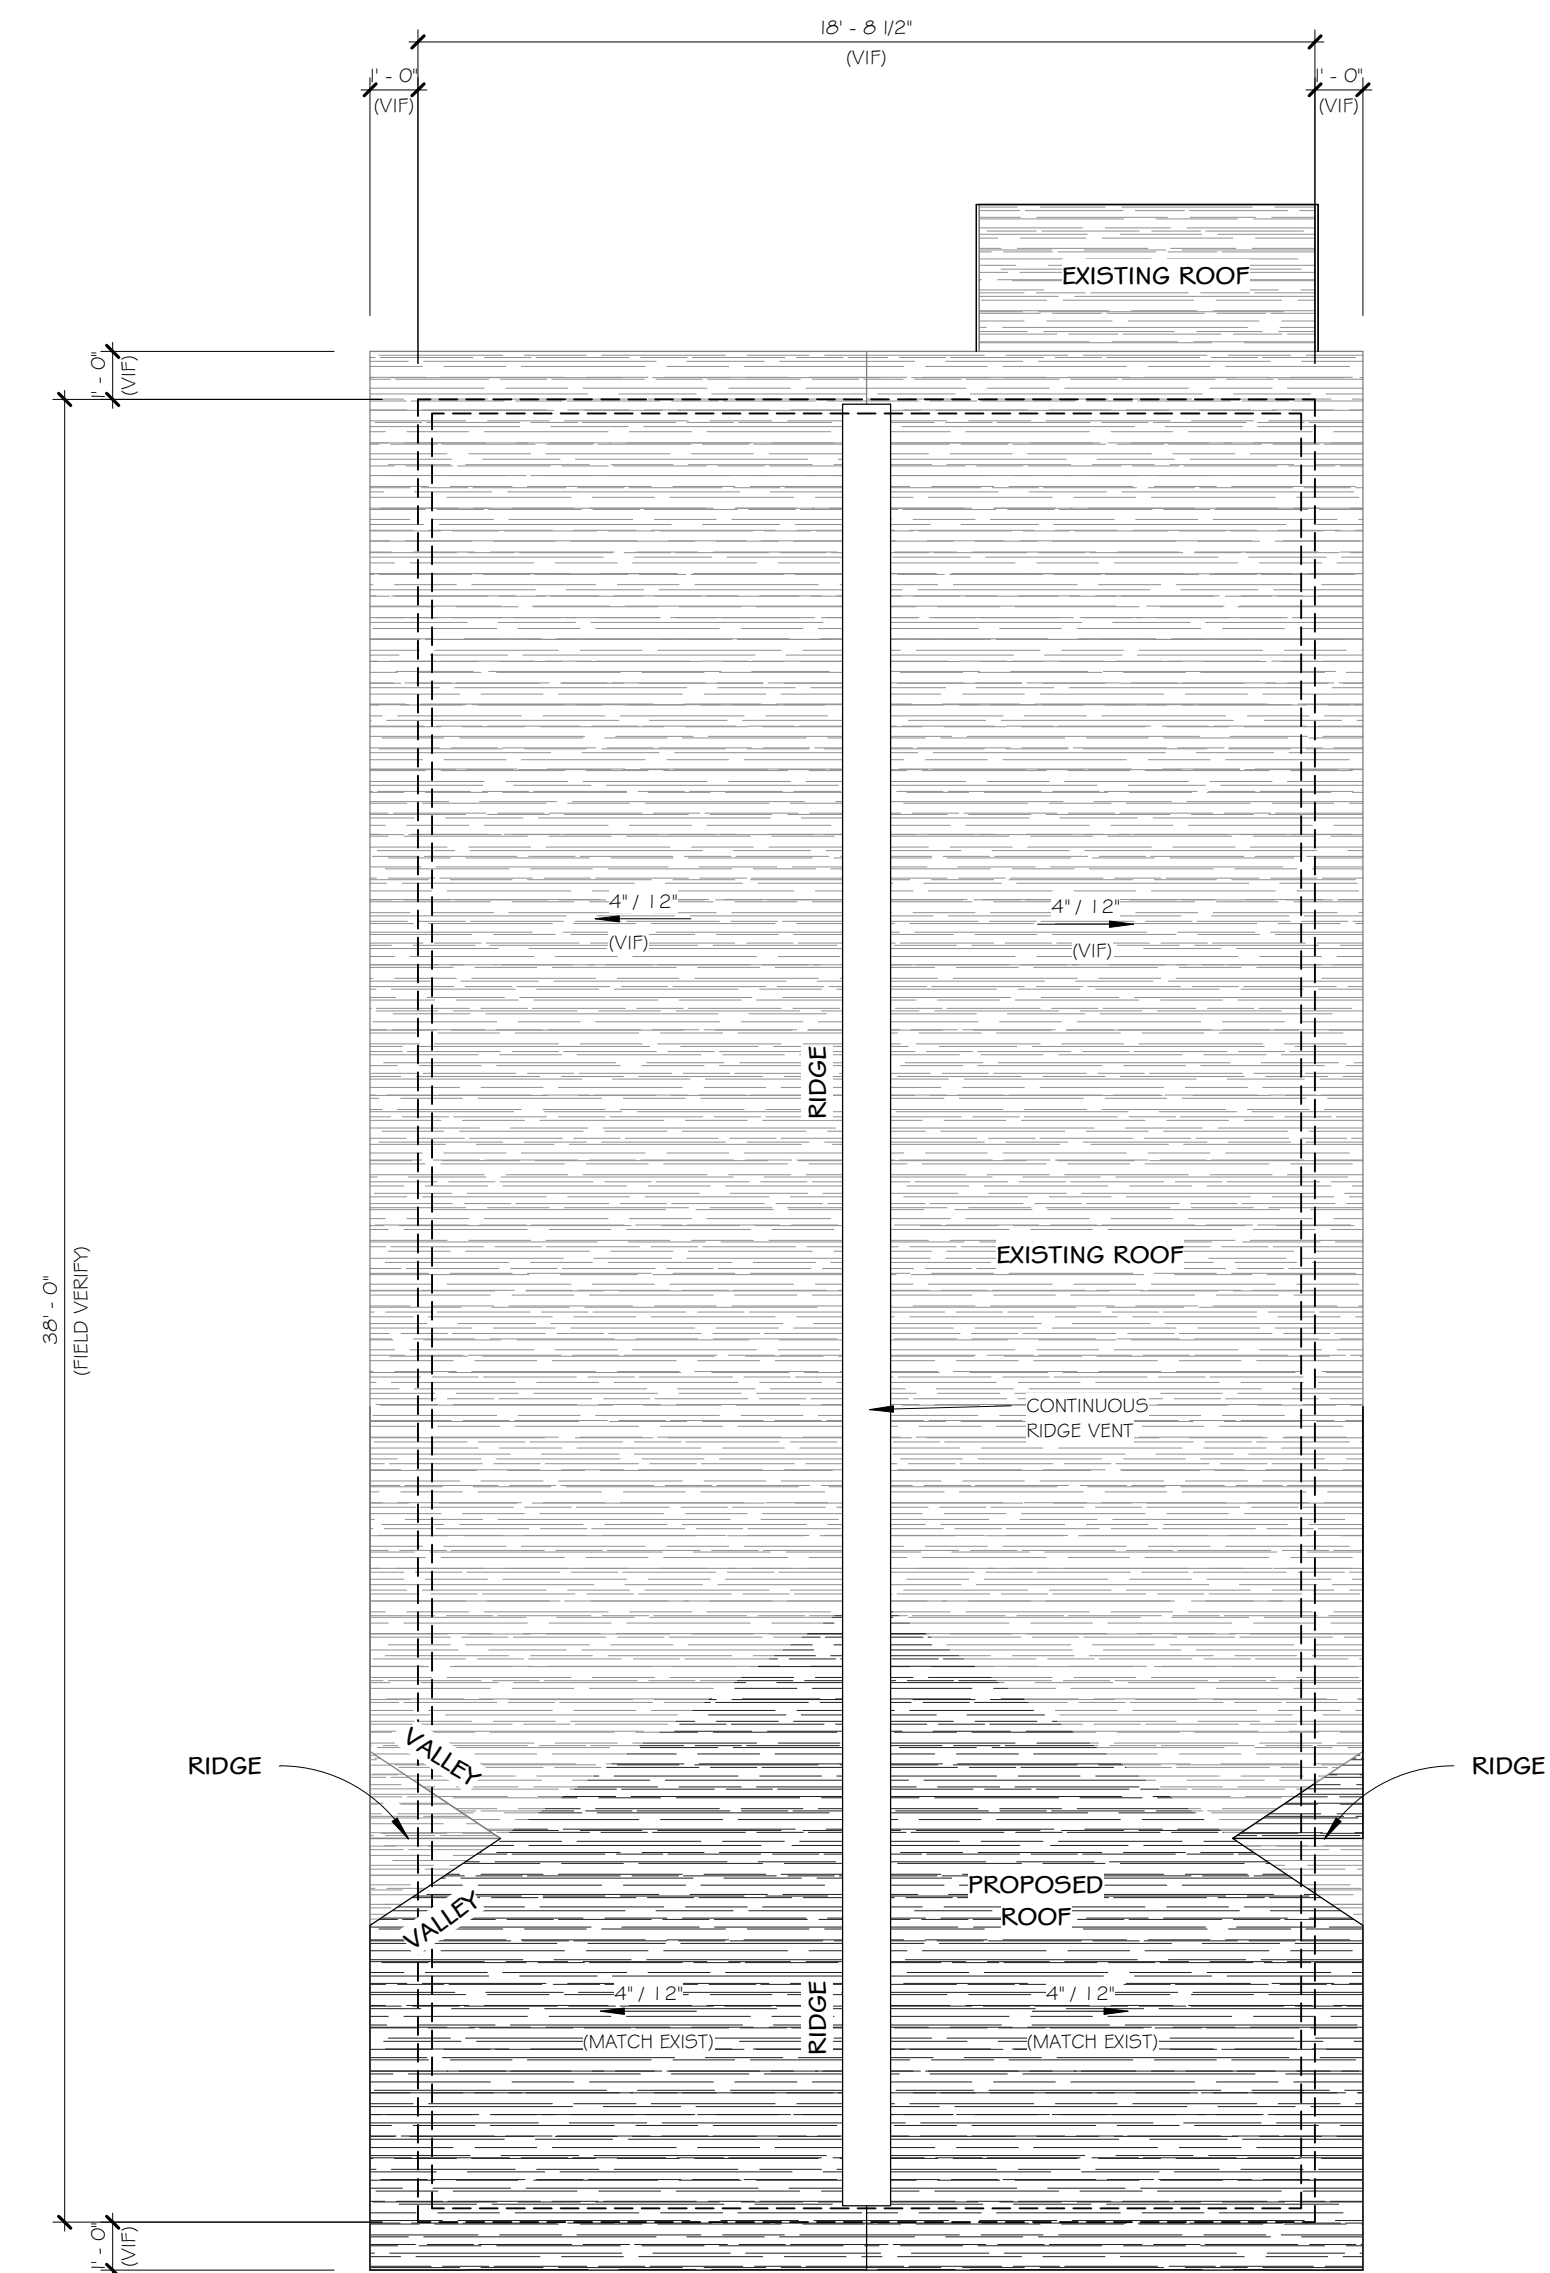 18' - 8 1/2"
(VIF)
1' - 0"
(VIF)
1' - 0"
(VIF)
EXISTING ROOF
1' - 0"
(VIF)
4" / 12"
(VIF)
4" / 12"
(VIF)
RIDGE
EXISTING ROOF
38' - 0"
(FIELD VERIFY)
CONTINUOUS
RIDGE VENT
VALLEY
RIDGE
RIDGE
VALLEY
PROPOSED
ROOF
4" / 12"
(MATCH EXIST)
RIDGE
4" / 12"
(MATCH EXIST)
1' - 0"
(VIF)